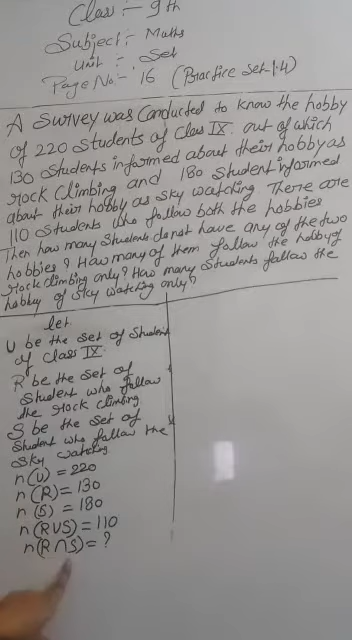 Class :- 9th
Subject :- Maths
Unit :- Set
Page No :- 16 (Practice Set 1.4)
A Survey was Conducted to know the hobby
of 220 Students of Class IX. out of which
130 Students informed about their hobby as
rock Climbing and 180 Student informed
about their hobby as sky watching. There are
110 Students who follow both the hobbies
Then how many Students do not have any of the two
hobbies? How many of them follow the hobby of
rock climbing only? How many Students follow the
hobby of Sky watching only?
let
U be the Set of Student
of Class IX.
R be the Set of
Student who follow
the rock Climbing
S be the Set of
Student who follow the
Sky watching
n(U) = 220
n(R) = 130
n(S) = 180
n(R∪S) = 110
n(R∩S) = ?